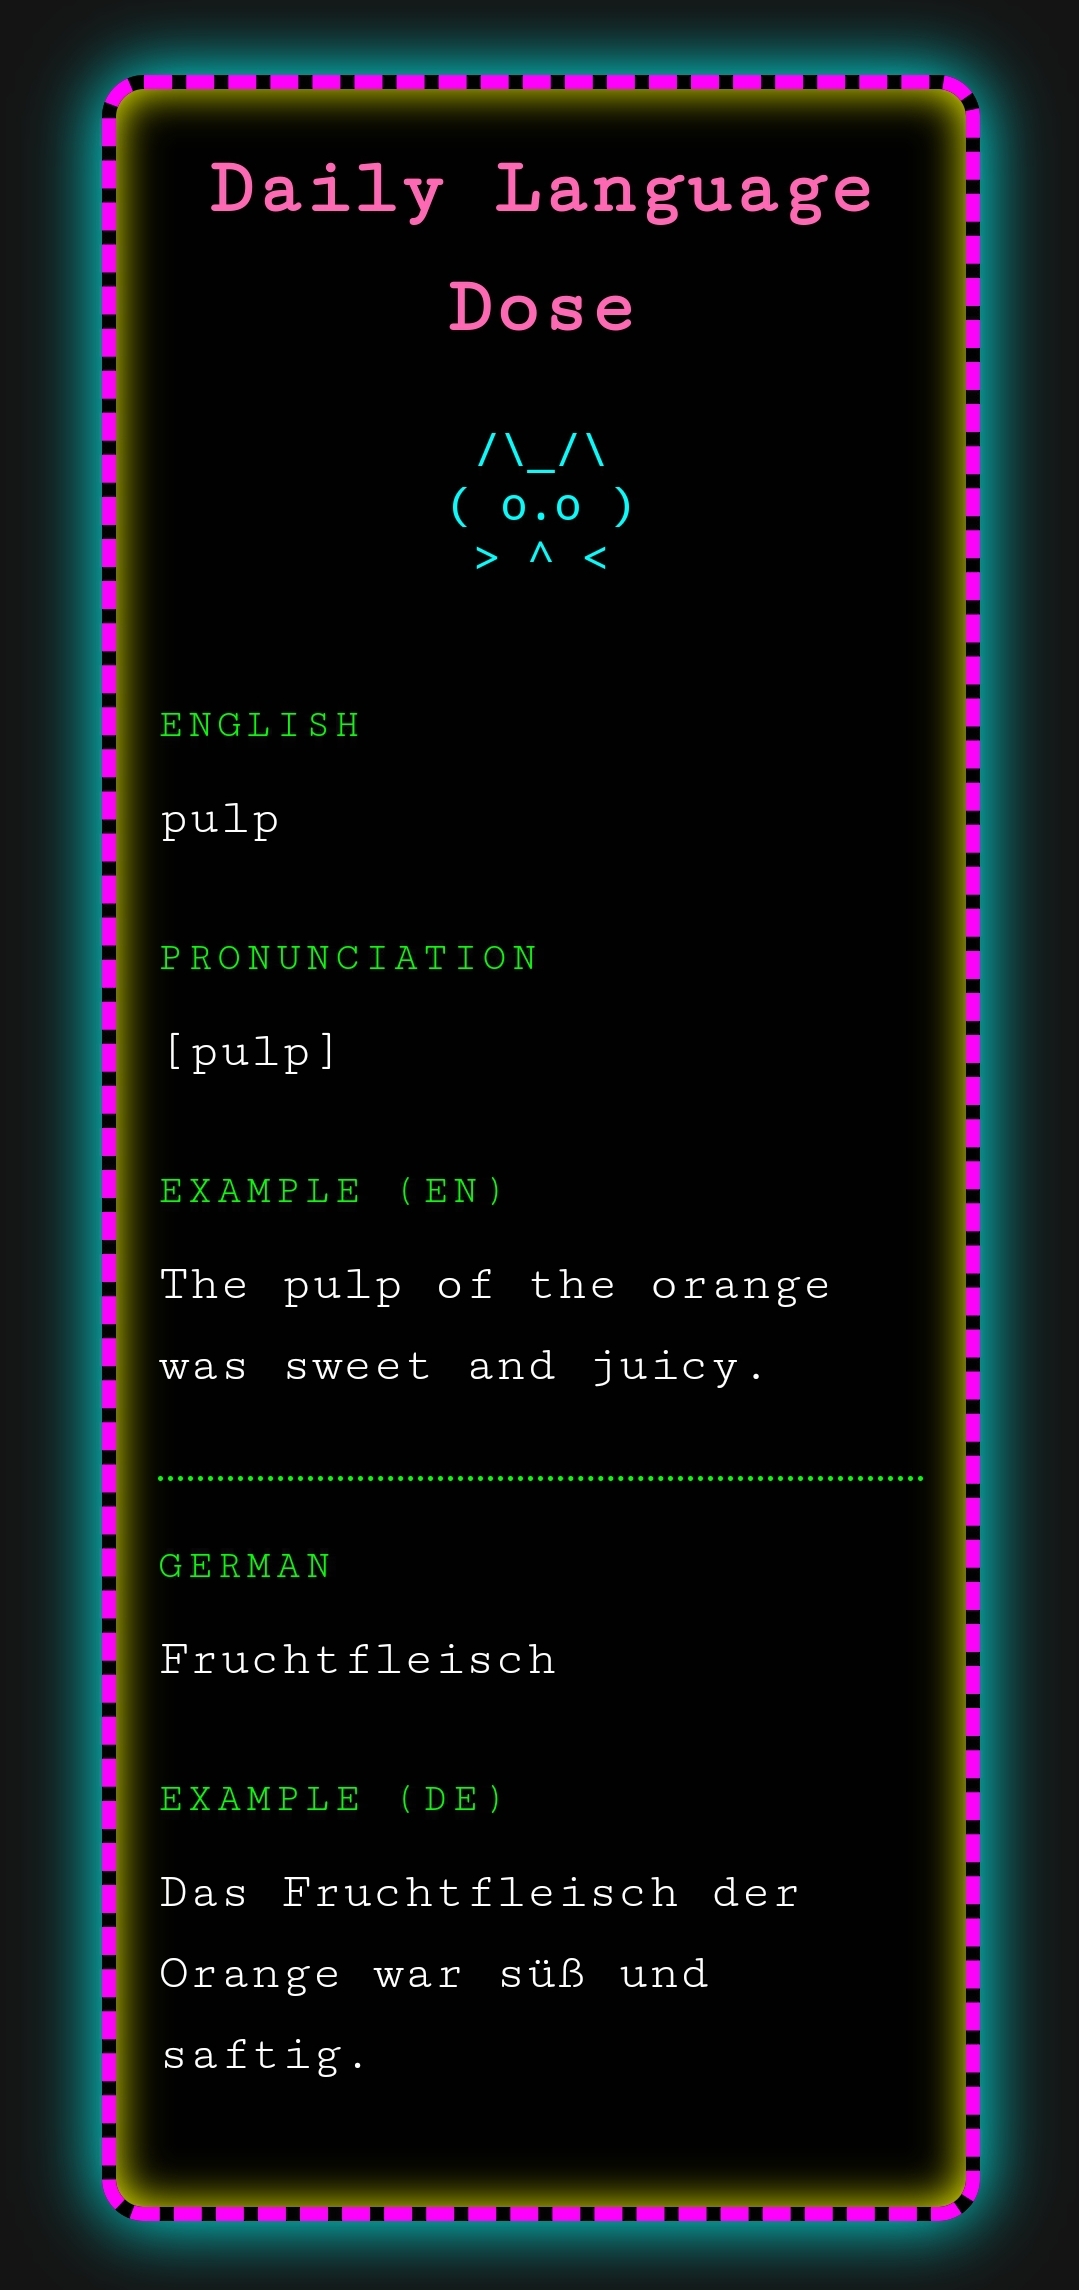 Daily Language
Dose
/\_/\
( o.o )
> ^ <
ENGLISH
pulp
PRONUNCIATION
[pulp]
EXAMPLE (EN)
The pulp of the orange
was sweet and juicy.
GERMAN
Fruchtfleisch
EXAMPLE (DE)
Das Fruchtfleisch der
Orange war süß und
saftig.